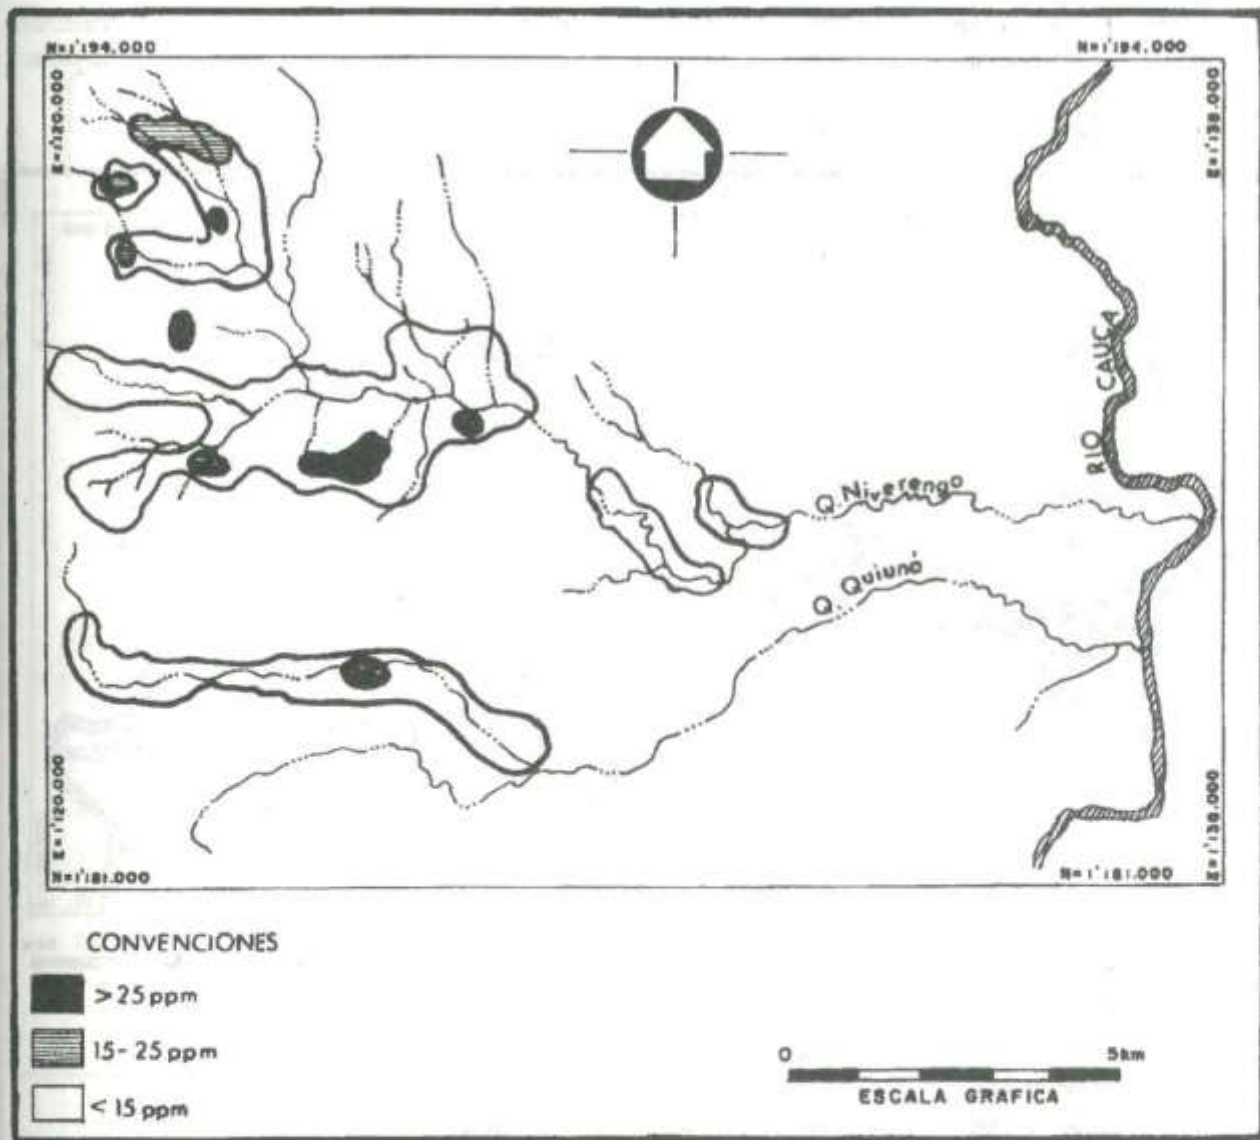 N=1'194.000
N=1'194.000
E=1'120.000
E=1'138.000
RIO CAUCA
Q Niverengo
Q. Quiuná
E=1'120.000
E=1'138.000
N=1'181.000
N=1'181.000
CONVENCIONES
> 25 ppm
15-25 ppm
< 15 ppm
0 5km
ESCALA GRAFICA